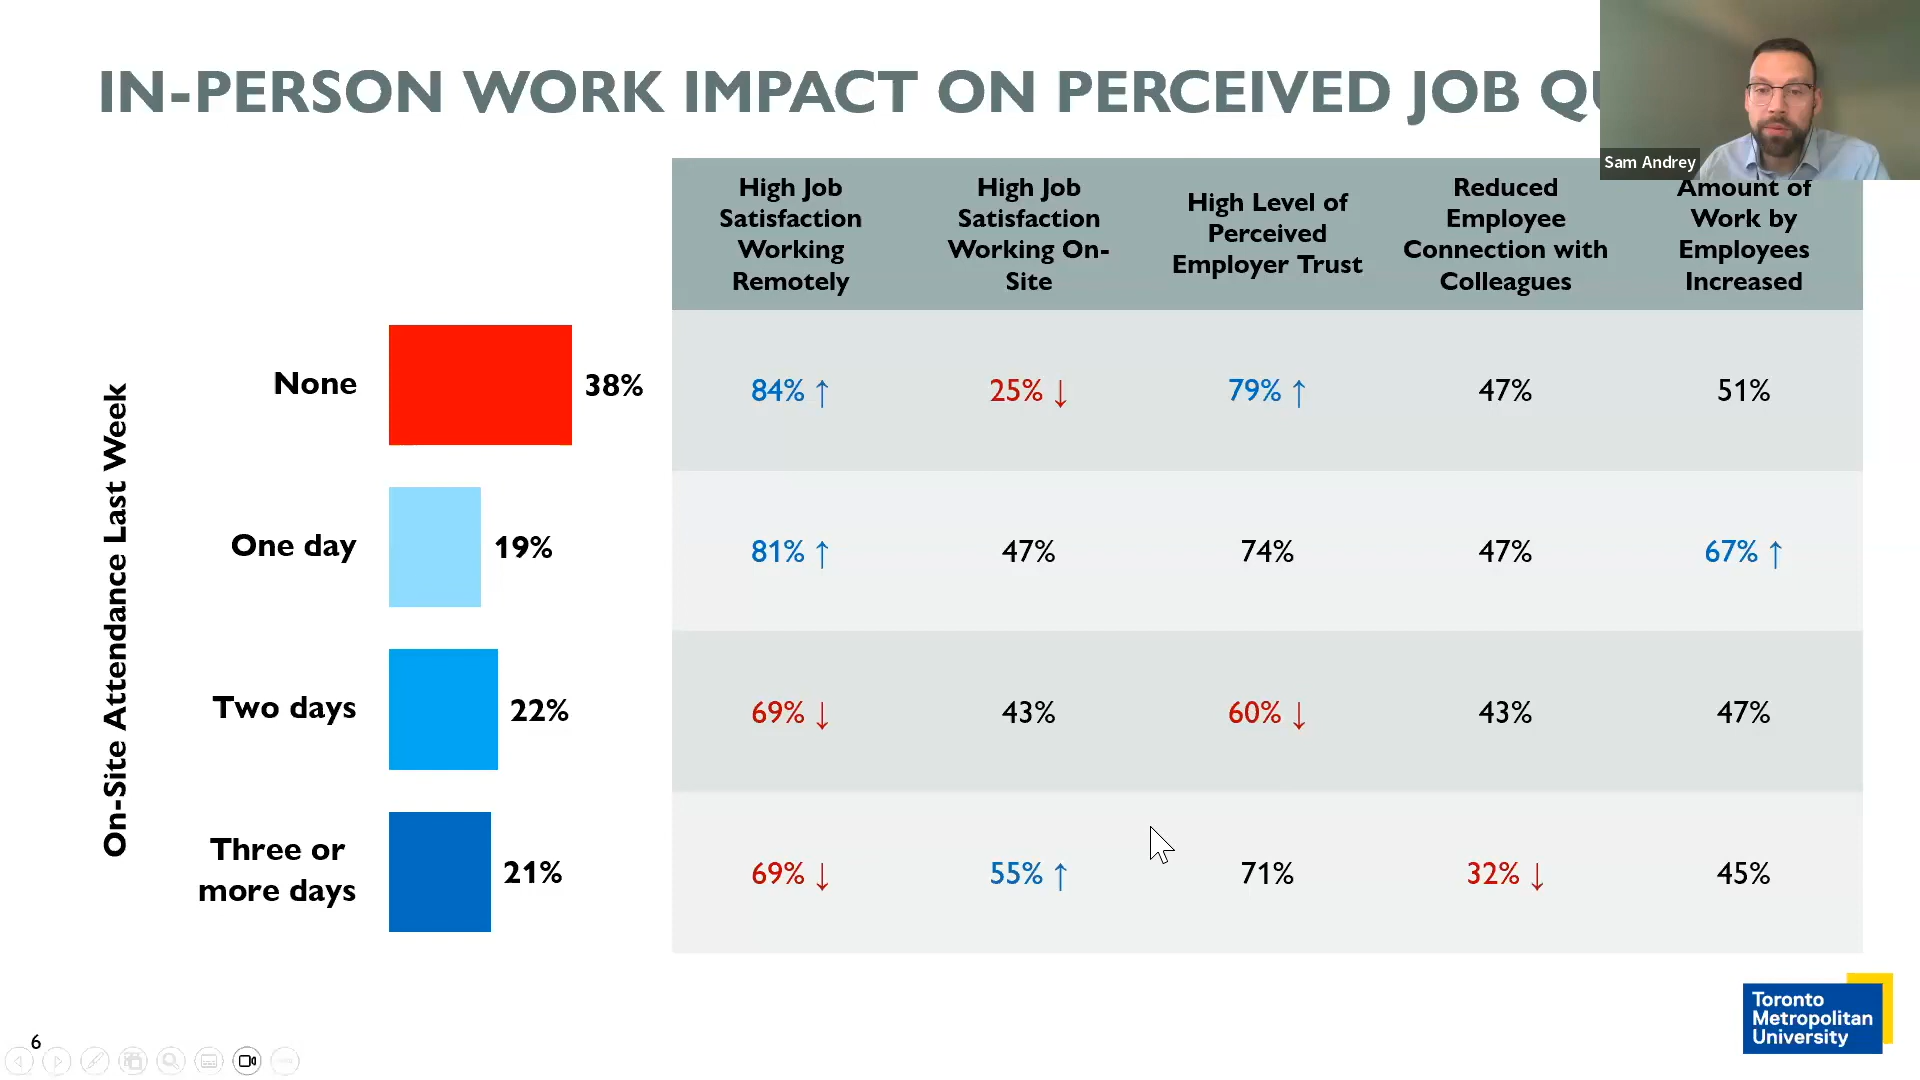 IN-PERSON WORK IMPACT ON PERCEIVED JOB
Sam Andrey
High Job
Satisfaction
Working
Remotely
High Job
Satisfaction
Working On-
Site
High Level of
Perceived
Employer Trust
Reduced
Employee
Connection with
Colleagues
Amount of
Work by
Employees
Increased
On-Site Attendance Last Week
None
38%
84% ↑
25% ↓
79% ↑
47%
51%
One day
19%
81% ↑
47%
74%
47%
67% ↑
Two days
22%
69% ↓
43%
60% ↓
43%
47%
Three or
more days
21%
69% ↓
55% ↑
71%
32% ↓
45%
Toronto
Metropolitan
University
6